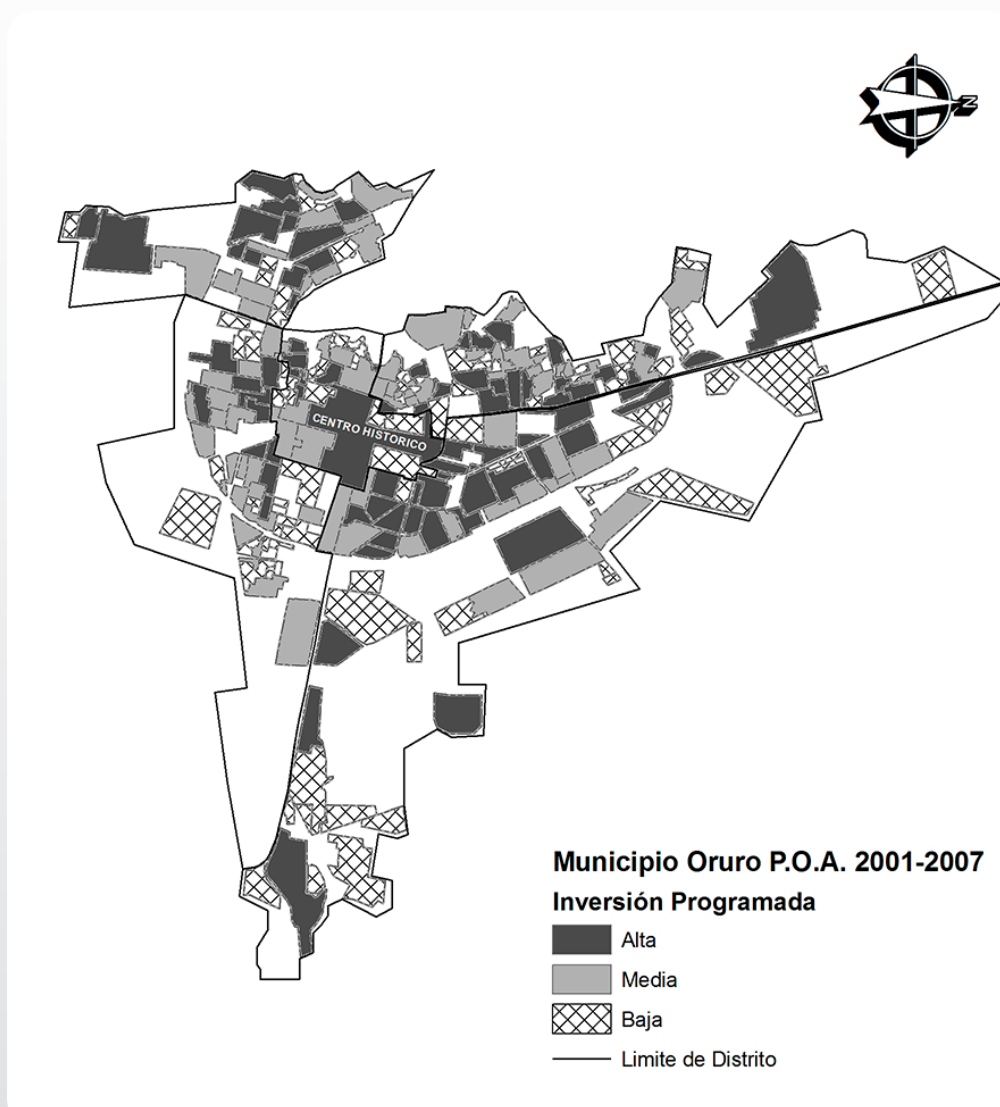 N
CENTRO HISTORICO
Municipio Oruro P.O.A. 2001-2007
Inversión Programada
Alta
Media
Baja
Limite de Distrito